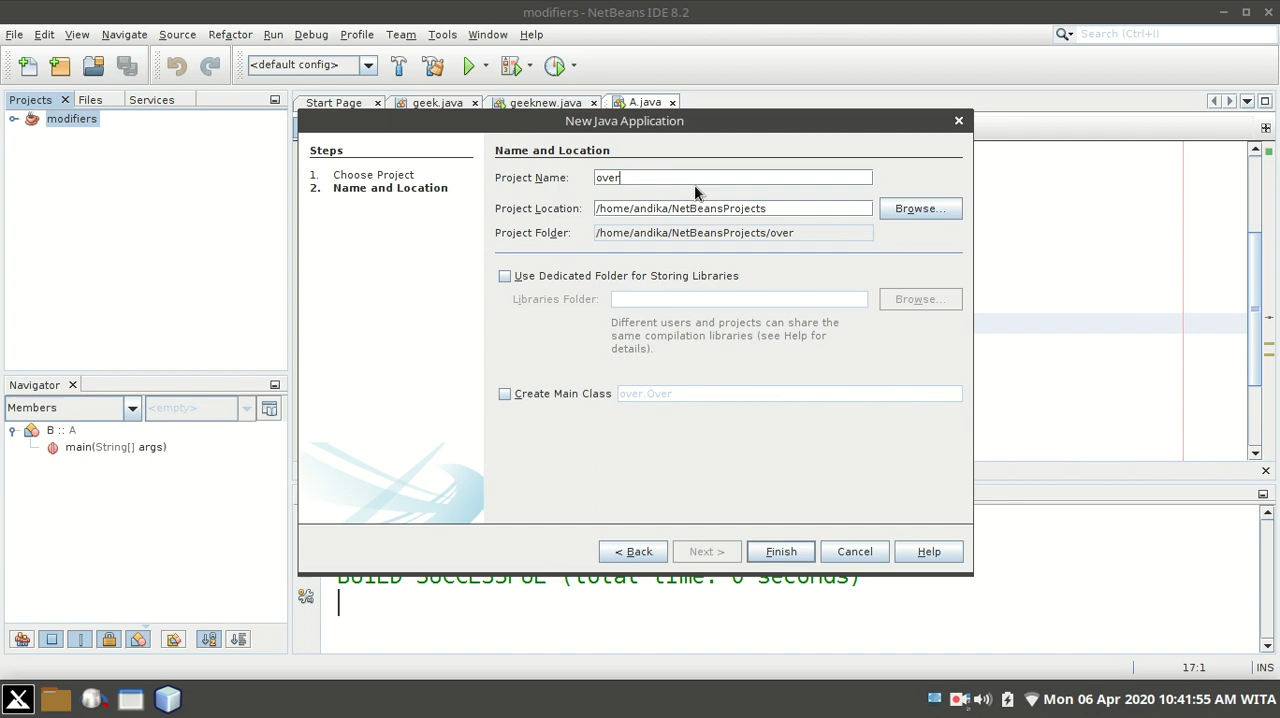 modifiers - NetBeans IDE 8.2
File Edit View Navigate Source Refactor Run Debug Profile Team Tools Window Help
Search (Ctrl+I)
<default config>
Projects Files Services
Start Page geek.java geeknew.java A.java
modifiers
New Java Application
Steps
1. Choose Project
2. Name and Location
Name and Location
Project Name: over
Project Location: /home/andika/NetBeansProjects Browse...
Project Folder: /home/andika/NetBeansProjects/over
Use Dedicated Folder for Storing Libraries
Libraries Folder: Browse...
Different users and projects can share the
same compilation libraries (see Help for
details).
Create Main Class over.Over
< Back Next > Finish Cancel Help
Navigator
Members <empty>
B :: A
main(String[] args)
BUILD SUCCESSFUL (total time: 0 seconds)
17:1 INS
Mon 06 Apr 2020 10:41:55 AM WITA